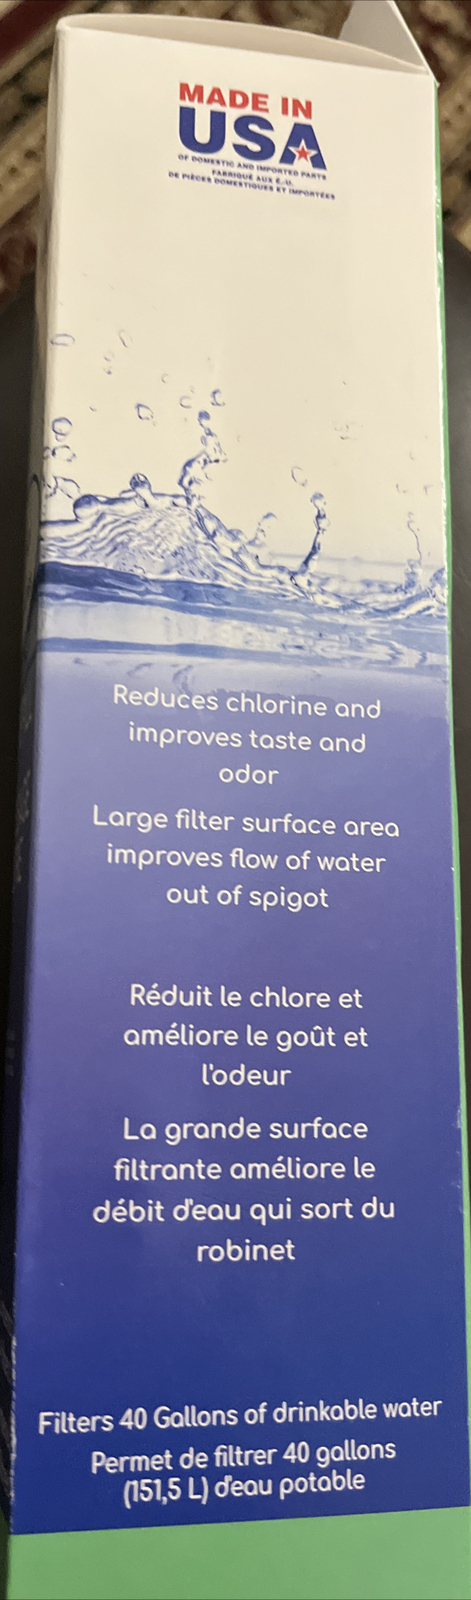 MADE IN
USA
OF DOMESTIC AND IMPORTED PARTS
FABRIQUÉ AUX É.-U.
DE PIÈCES DOMESTIQUES ET IMPORTÉES
Reduces chlorine and
improves taste and
odor
Large filter surface area
improves flow of water
out of spigot
Réduit le chlore et
améliore le goût et
l'odeur
La grande surface
filtrante améliore le
débit d'eau qui sort du
robinet
Filters 40 Gallons of drinkable water
Permet de filtrer 40 gallons
(151,5 L) d'eau potable